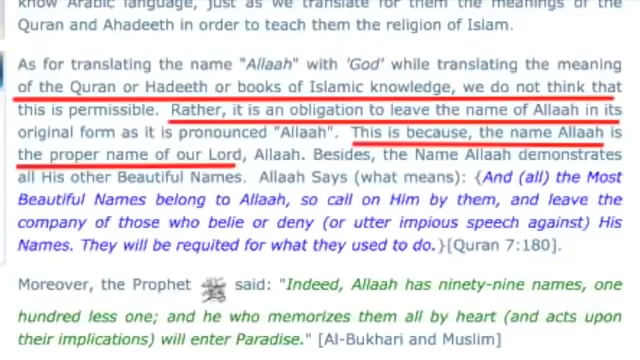 know Arabic language, just as we translate for them the meanings of the
Quran and Ahadeeth in order to teach them the religion of Islam.
As for translating the name "Allaah" with 'God' while translating the meaning
of the Quran or Hadeeth or books of Islamic knowledge, we do not think that
this is permissible. Rather, it is an obligation to leave the name of Allaah in its
original form as it is pronounced "Allaah". This is because, the name Allaah is
the proper name of our Lord, Allaah. Besides, the Name Allaah demonstrates
all His other Beautiful Names. Allaah Says (what means): {And (all) the Most
Beautiful Names belong to Allaah, so call on Him by them, and leave the
company of those who belie or deny (or utter impious speech against) His
Names. They will be requited for what they used to do.}[Quran 7:180].
Moreover, the Prophet said: "Indeed, Allaah has ninety-nine names, one
hundred less one; and he who memorizes them all by heart (and acts upon
their implications) will enter Paradise." [Al-Bukhari and Muslim]